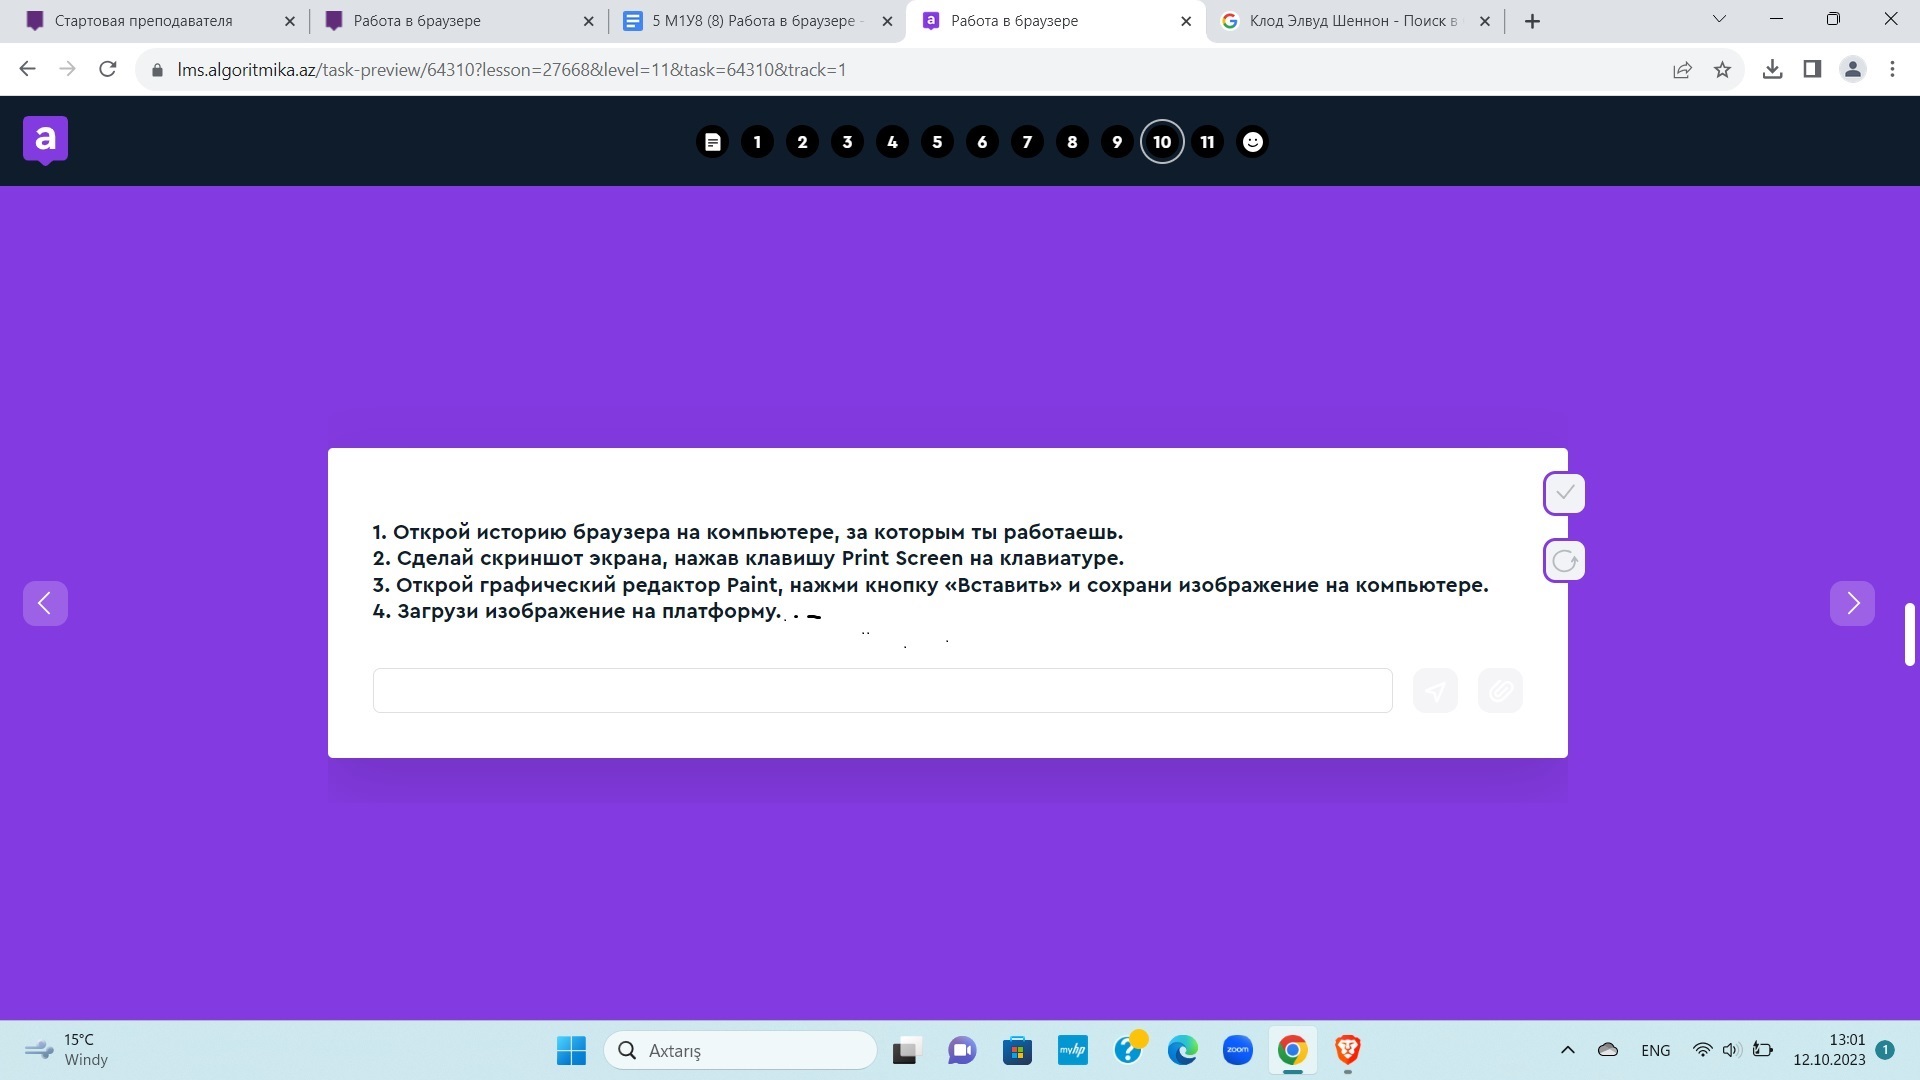 Стартовая преподавателя
Работа в браузере
5 М1У8 (8) Работа в браузере -
Работа в браузере
Клод Элвуд Шеннон - Поиск в
lms.algoritmika.az/task-preview/64310?lesson=27668&level=11&task=64310&track=1
a
1 2 3 4 5 6 7 8 9 10 11
1. Открой историю браузера на компьютере, за которым ты работаешь.
2. Сделай скриншот экрана, нажав клавишу Print Screen на клавиатуре.
3. Открой графический редактор Paint, нажми кнопку «Вставить» и сохрани изображение на компьютере.
4. Загрузи изображение на платформу.
15°C
Windy
Axtarış
myhp
zoom
ENG
13:01
12.10.2023
1